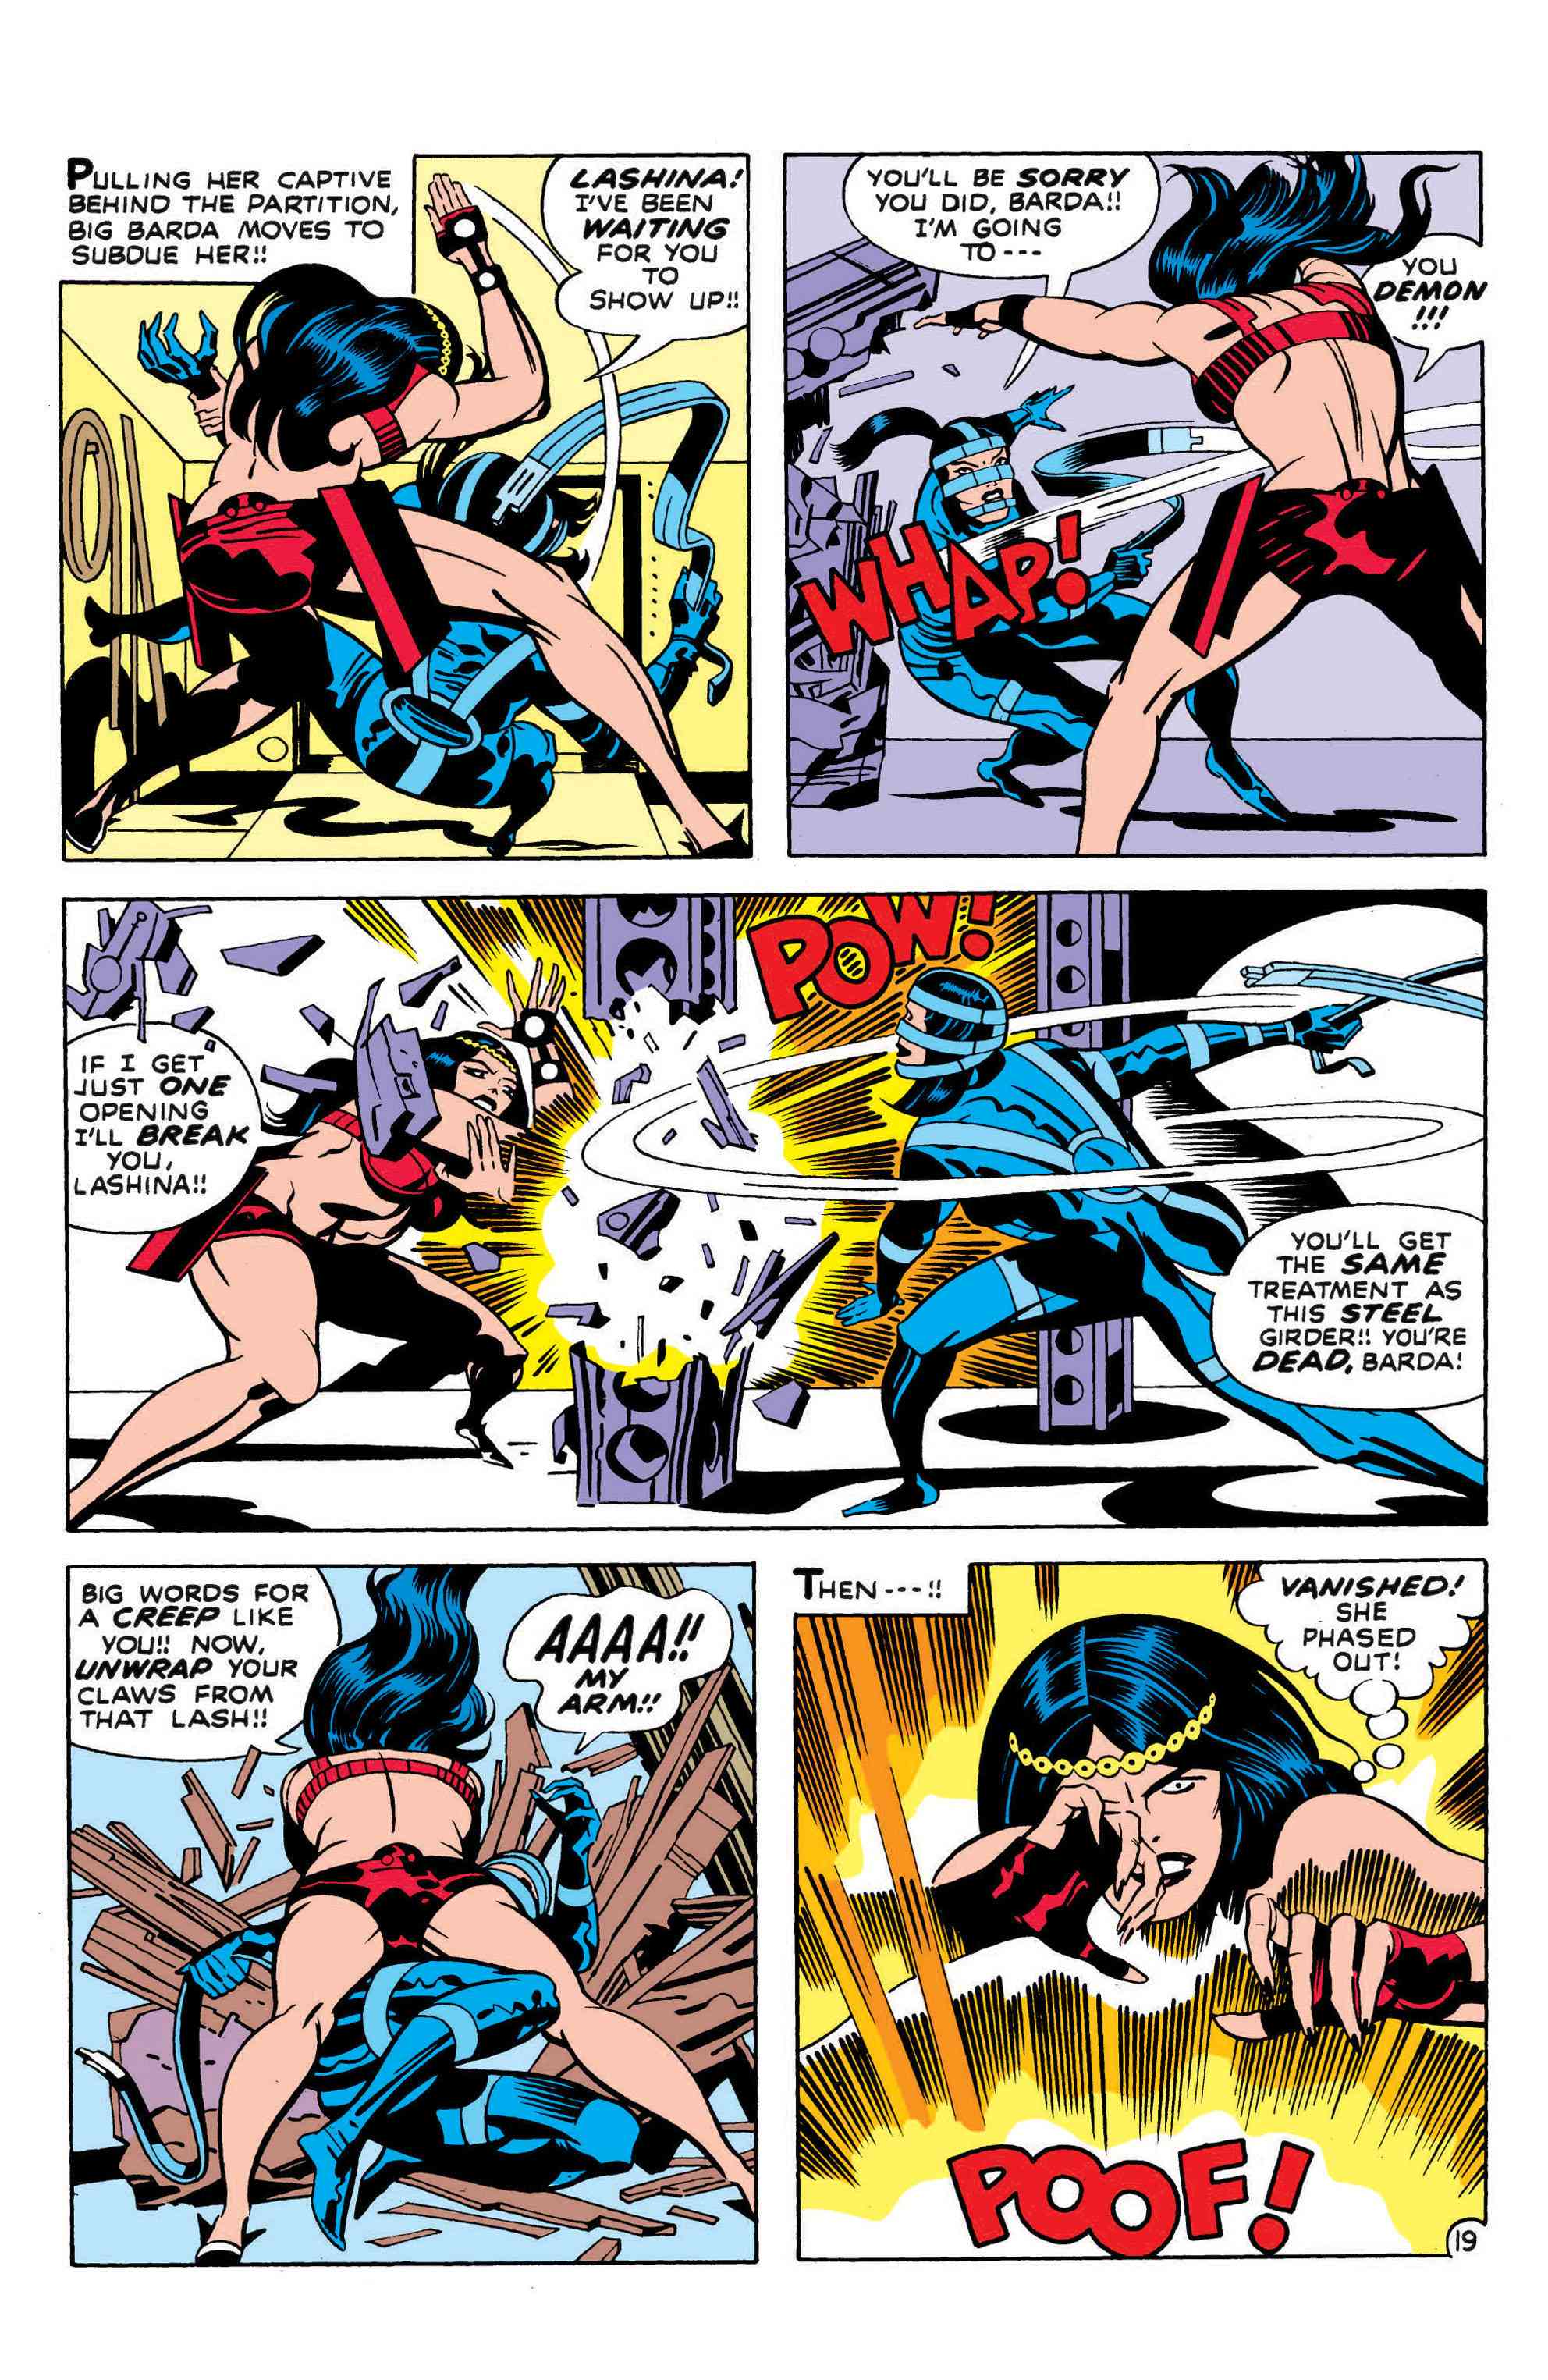 PULLING HER CAPTIVE
BEHIND THE PARTITION,
BIG BARDA MOVES TO
SUBDUE HER!!
LASHINA!
I'VE BEEN
WAITING
FOR YOU
TO
SHOW UP!!
YOU'LL BE SORRY
YOU DID, BARDA!!
I'M GOING
TO ---
YOU
DEMON
!!!
WHAP!
POW!
IF I GET
JUST ONE
OPENING
I'LL BREAK
YOU,
LASHINA!!
YOU'LL GET
THE SAME
TREATMENT AS
THIS STEEL
GIRDER!! YOU'RE
DEAD, BARDA!
BIG WORDS FOR
A CREEP LIKE
YOU!! NOW,
UNWRAP YOUR
CLAWS FROM
THAT LASH!!
AAAA!!
MY
ARM!!
THEN ---!!
VANISHED!
SHE
PHASED
OUT!
POOF!
19